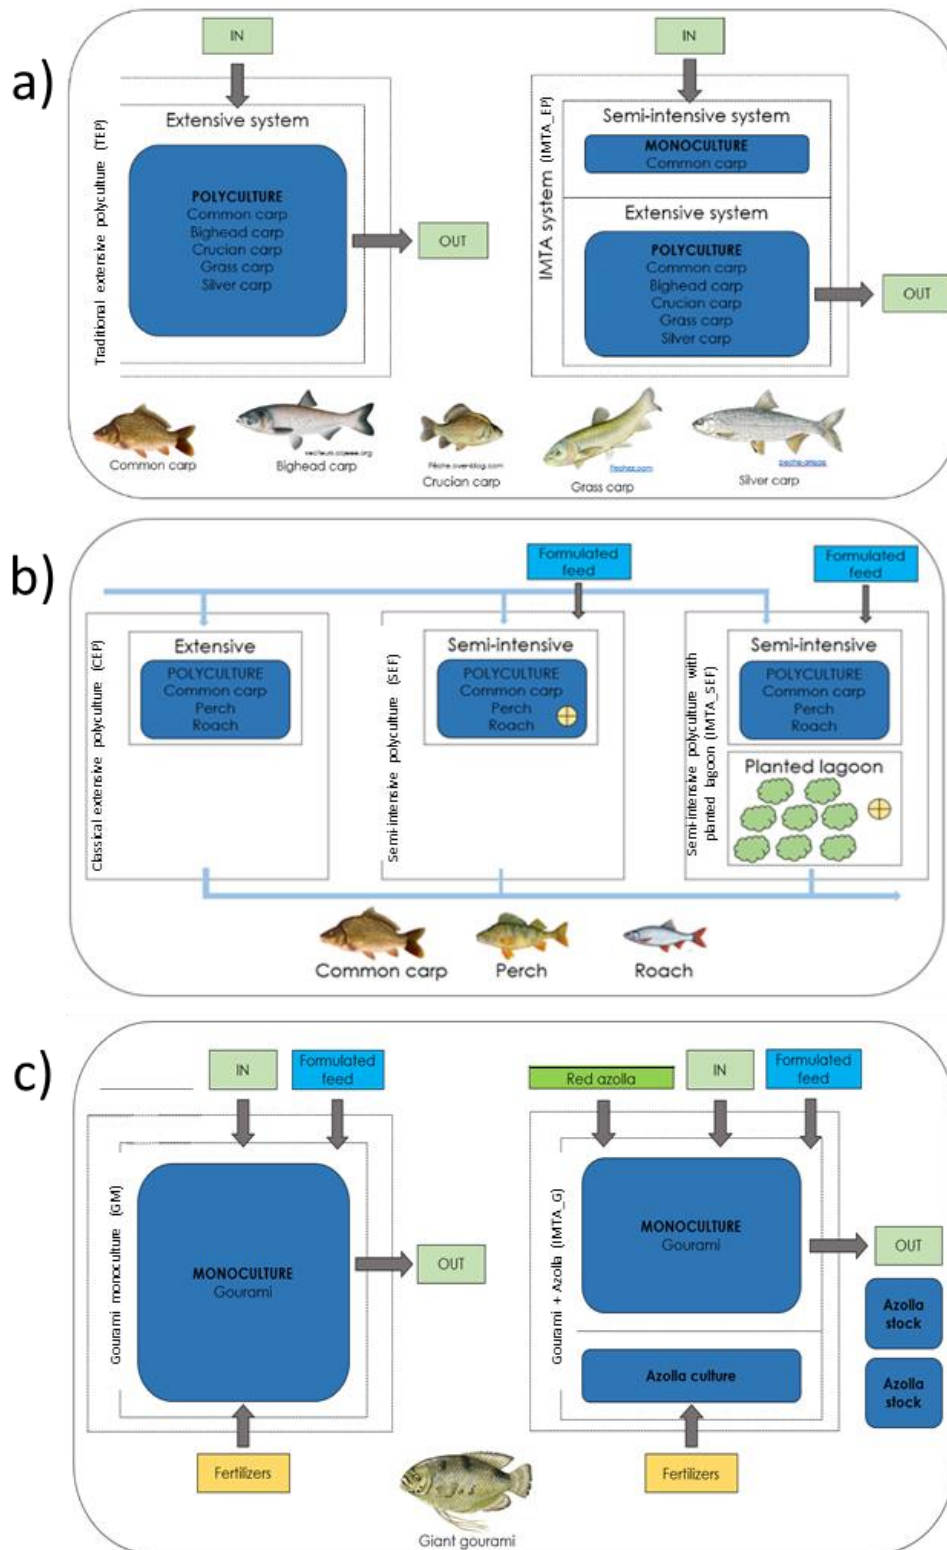 a)
IN
Traditional extensive polyculture (TEP)
Extensive system
POLYCULTURE
Common carp
Bighead carp
Crucian carp
Grass carp
Silver carp
OUT
IN
IMTA system (IMTA_EP)
Semi-intensive system
MONOCULTURE
Common carp
Extensive system
POLYCULTURE
Common carp
Bighead carp
Crucian carp
Grass carp
Silver carp
OUT
Common carp
Bighead carp
Pêche.over-blog.com
Crucian carp
Grass carp
Silver carp
b)
Formulated
feed
Formulated
feed
Classical extensive polyculture (CEP)
Extensive
POLYCULTURE
Common carp
Perch
Roach
Semi-intensive polyculture (SEF)
Semi-intensive
POLYCULTURE
Common carp
Perch
Roach
Semi-intensive polyculture with
planted lagoon (IMTA_SEF)
Semi-intensive
POLYCULTURE
Common carp
Perch
Roach
Planted lagoon
Common carp
Perch
Roach
c)
IN
Formulated
feed
Gourami monoculture (GM)
MONOCULTURE
Gourami
OUT
Fertilizers
Red azolla
IN
Formulated
feed
Gourami + Azolla (IMTA_G)
MONOCULTURE
Gourami
Azolla culture
OUT
Azolla
stock
Azolla
stock
Fertilizers
Giant gourami